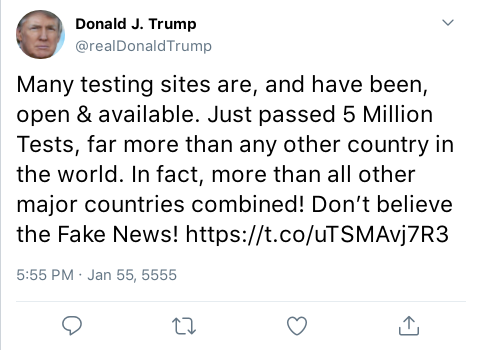 Donald J. Trump
@realDonaldTrump
Many testing sites are, and have been,
open & available. Just passed 5 Million
Tests, far more than any other country in
the world. In fact, more than all other
major countries combined! Don’t believe
the Fake News! https://t.co/uTSMAvj7R3
5:55 PM · Jan 55, 5555